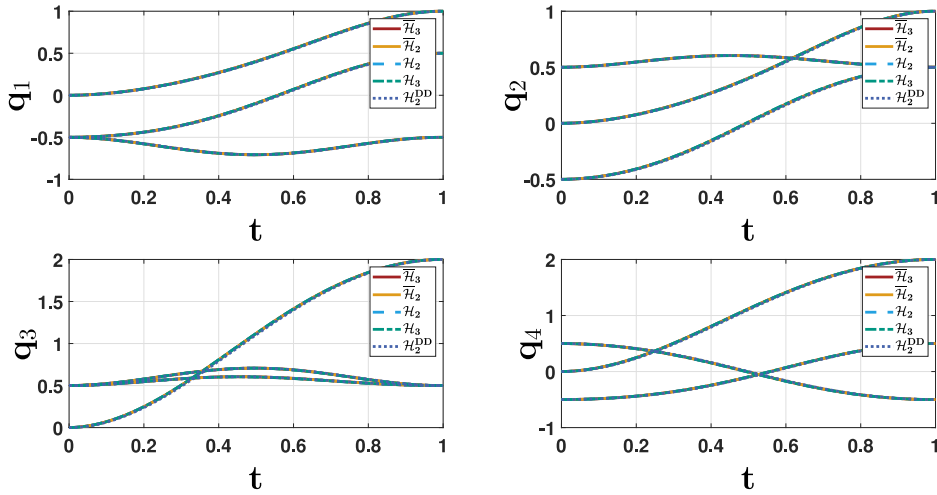 1
0.5
0
-0.5
-1
0 0.2 0.4 0.6 0.8 1
q₁
t
H̅₃
H̅₂
H₂
H₃
H₂ᴰᴰ
1
0.5
0
-0.5
0 0.2 0.4 0.6 0.8 1
q₂
t
H̅₃
H̅₂
H₂
H₃
H₂ᴰᴰ
2
1.5
1
0.5
0
0 0.2 0.4 0.6 0.8 1
q₃
t
H̅₃
H̅₂
H₂
H₃
H₂ᴰᴰ
2
1
0
-1
0 0.2 0.4 0.6 0.8 1
q₄
t
H̅₃
H̅₂
H₂
H₃
H₂ᴰᴰ